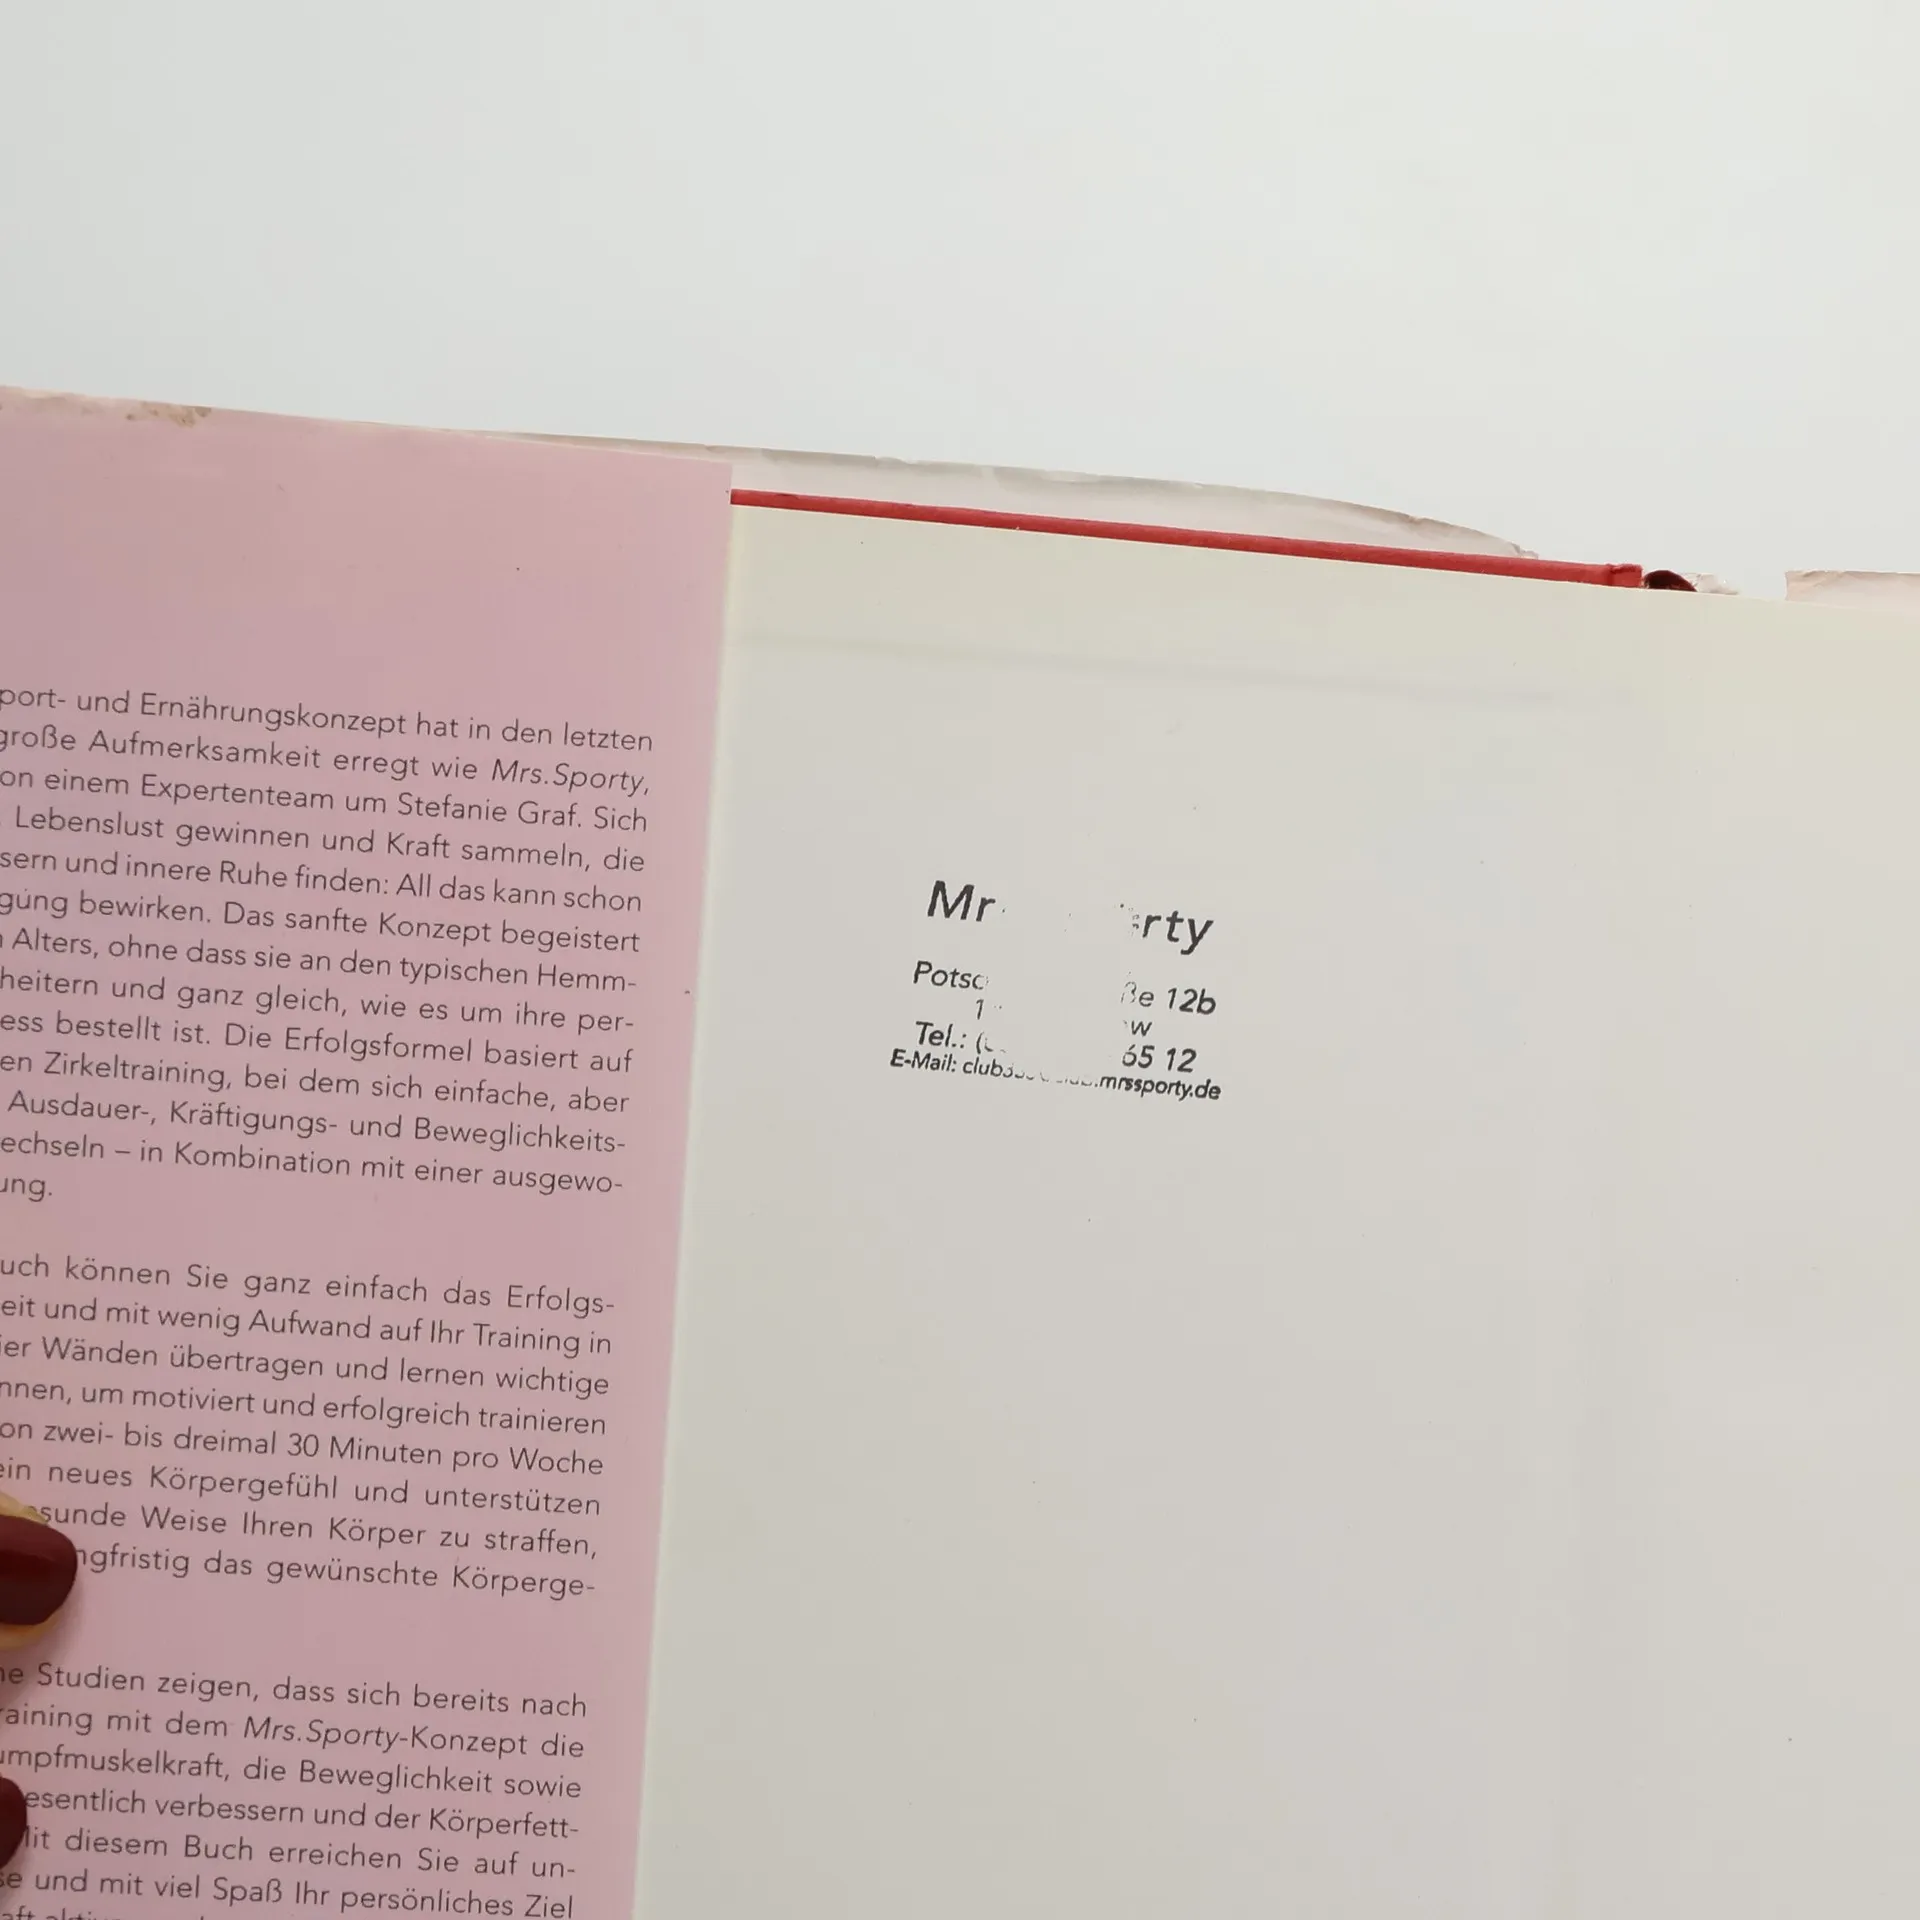 port- und Ernährungskonzept hat in den letzten
große Aufmerksamkeit erregt wie Mrs.Sporty,
on einem Expertenteam um Stefanie Graf. Sich
Lebenslust gewinnen und Kraft sammeln, die
sern und innere Ruhe finden: All das kann schon
gung bewirken. Das sanfte Konzept begeistert
Alters, ohne dass sie an den typischen Hemm-
heitern und ganz gleich, wie es um ihre per-
ess bestellt ist. Die Erfolgsformel basiert auf
en Zirkeltraining, bei dem sich einfache, aber
Ausdauer-, Kräftigungs- und Beweglichkeits-
echseln – in Kombination mit einer ausgewo-
ung.
uch können Sie ganz einfach das Erfolgs-
eit und mit wenig Aufwand auf Ihr Training in
ier Wänden übertragen und lernen wichtige
nnen, um motiviert und erfolgreich trainieren
on zwei- bis dreimal 30 Minuten pro Woche
ein neues Körpergefühl und unterstützen
sunde Weise Ihren Körper zu straffen,
ngfristig das gewünschte Körperge-
ne Studien zeigen, dass sich bereits nach
raining mit dem Mrs.Sporty-Konzept die
umpfmuskelkraft, die Beweglichkeit sowie
esentlich verbessern und der Körperfett-
Mit diesem Buch erreichen Sie auf un-
se und mit viel Spaß Ihr persönliches Ziel
Mr rty
Potsc ße 12b
1 w
Tel.: ( 65 12
E-Mail: club .mrssporty.de